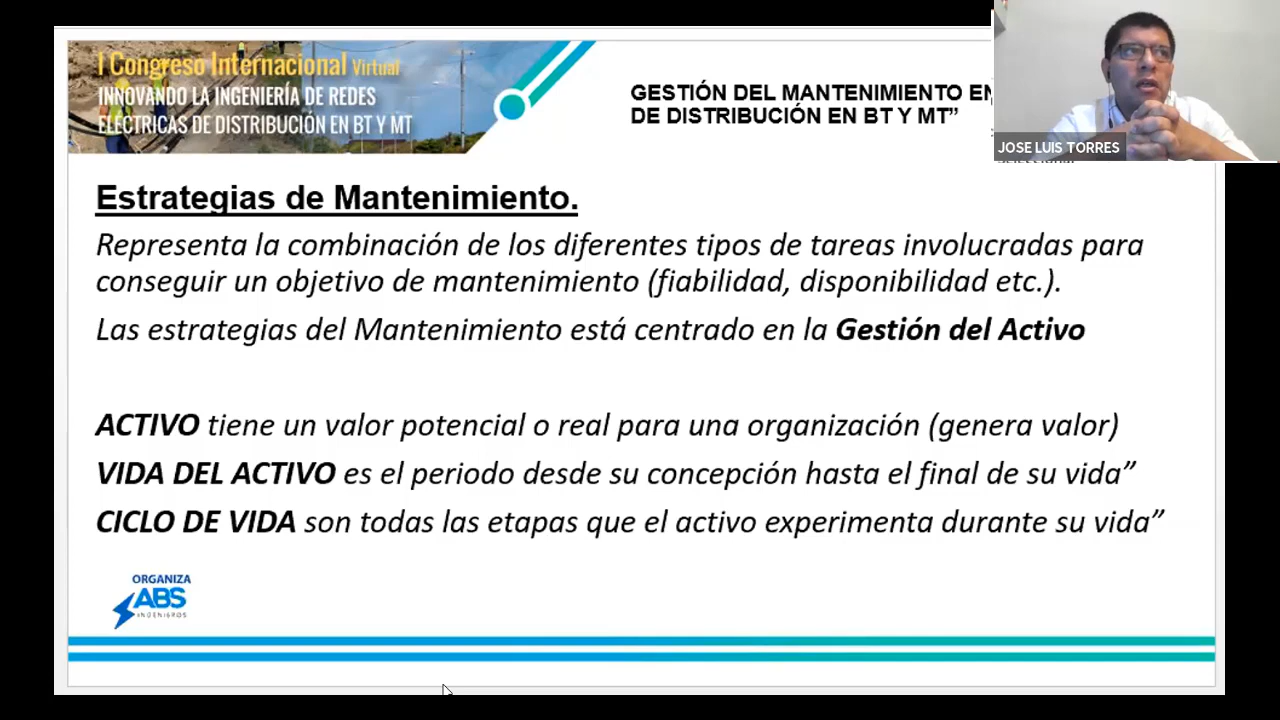 I Congreso Internacional Virtual
INNOVANDO LA INGENIERÍA DE REDES
ELÉCTRICAS DE DISTRIBUCIÓN EN BT Y MT
GESTIÓN DEL MANTENIMIENTO EN
DE DISTRIBUCIÓN EN BT Y MT”
JOSE LUIS TORRES
Estrategias de Mantenimiento.
Representa la combinación de los diferentes tipos de tareas involucradas para
conseguir un objetivo de mantenimiento (fiabilidad, disponibilidad etc.).
Las estrategias del Mantenimiento está centrado en la Gestión del Activo
ACTIVO tiene un valor potencial o real para una organización (genera valor)
VIDA DEL ACTIVO es el periodo desde su concepción hasta el final de su vida”
CICLO DE VIDA son todas las etapas que el activo experimenta durante su vida”
ORGANIZA
ABS
INGENIEROS